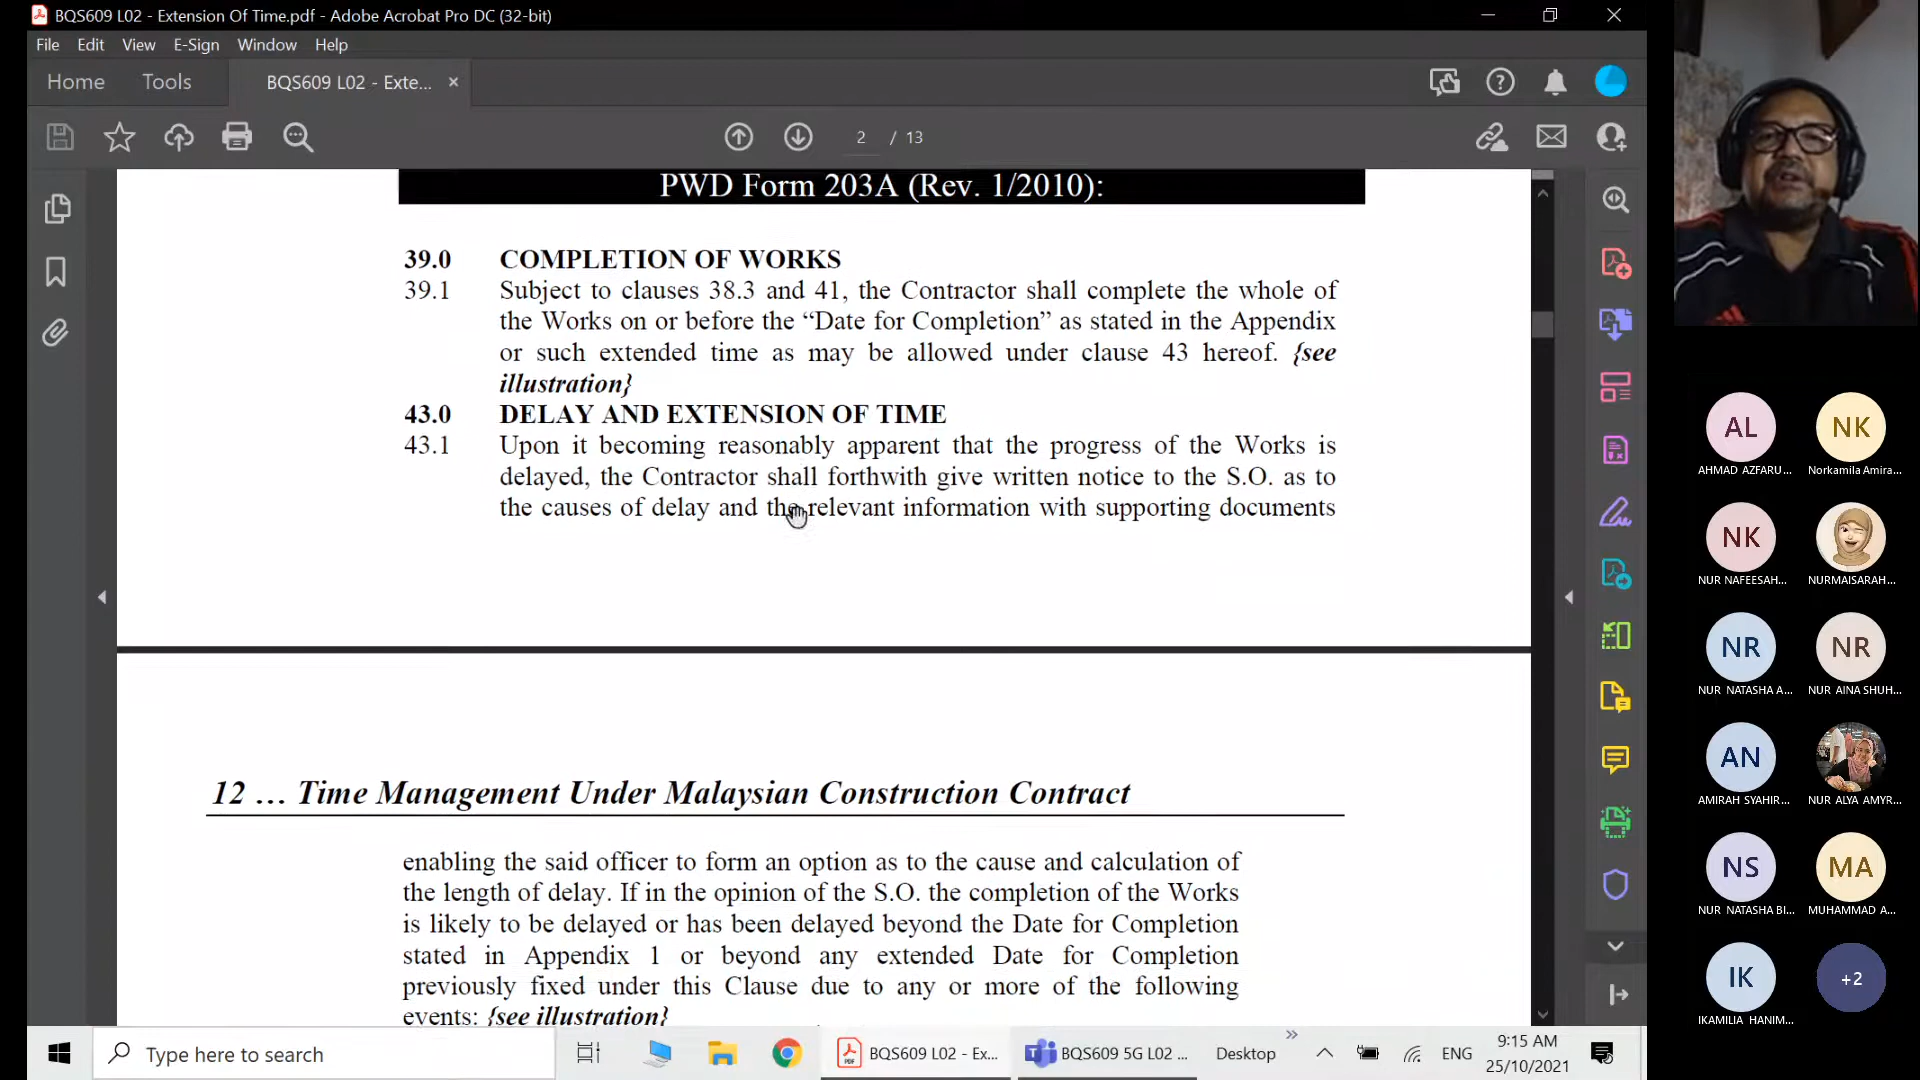 BQS609 L02 - Extension Of Time.pdf - Adobe Acrobat Pro DC (32-bit)
File Edit View E-Sign Window Help
Home Tools BQS609 L02 - Exte... ×
2 / 13
PWD Form 203A (Rev. 1/2010):
39.0 COMPLETION OF WORKS
39.1 Subject to clauses 38.3 and 41, the Contractor shall complete the whole of
the Works on or before the “Date for Completion” as stated in the Appendix
or such extended time as may be allowed under clause 43 hereof. {see
illustration}
43.0 DELAY AND EXTENSION OF TIME
43.1 Upon it becoming reasonably apparent that the progress of the Works is
delayed, the Contractor shall forthwith give written notice to the S.O. as to
the causes of delay and the relevant information with supporting documents
12 … Time Management Under Malaysian Construction Contract
enabling the said officer to form an option as to the cause and calculation of
the length of delay. If in the opinion of the S.O. the completion of the Works
is likely to be delayed or has been delayed beyond the Date for Completion
stated in Appendix 1 or beyond any extended Date for Completion
previously fixed under this Clause due to any or more of the following
events: {see illustration}
AL NK
AHMAD AZFARU... Norkamila Amira...
NK
NUR NAFEESAH... NURMAISARAH...
NR NR
NUR NATASHA A... NUR AINA SHUH...
AN
AMIRAH SYAHIR... NUR ALYA AMYR...
NS MA
NUR NATASHA BI... MUHAMMAD A...
IK +2
IKAMILIA HANIM...
Type here to search
BQS609 L02 - Ex...
BQS609 5G L02 ...
Desktop
ENG
9:15 AM
25/10/2021